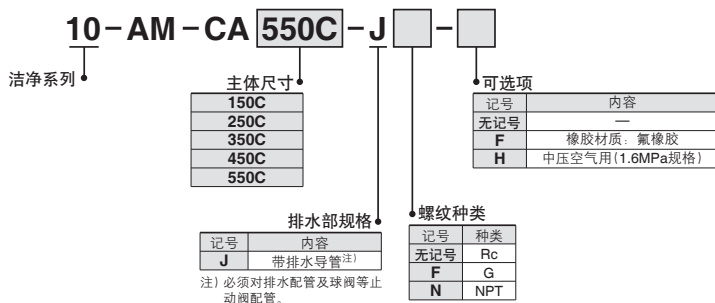 10-AM-CA 550C -J □ - □
洁净系列
主体尺寸
150C
250C
350C
450C
550C
可选项
记号 内容
无记号 —
F 橡胶材质：氟橡胶
H 中压空气用(1.6MPa规格)
排水部规格
记号 内容
J 带排水导管注)
注) 必须对排水配管及球阀等止
动阀配管。
螺纹种类
记号 种类
无记号 Rc
F G
N NPT